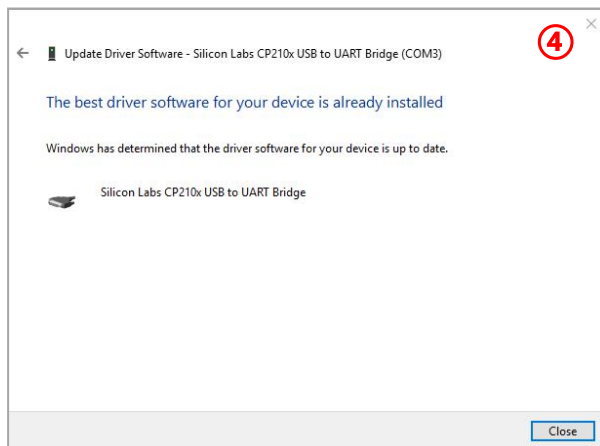 ④
Update Driver Software - Silicon Labs CP210x USB to UART Bridge (COM3)
The best driver software for your device is already installed
Windows has determined that the driver software for your device is up to date.
Silicon Labs CP210x USB to UART Bridge
Close